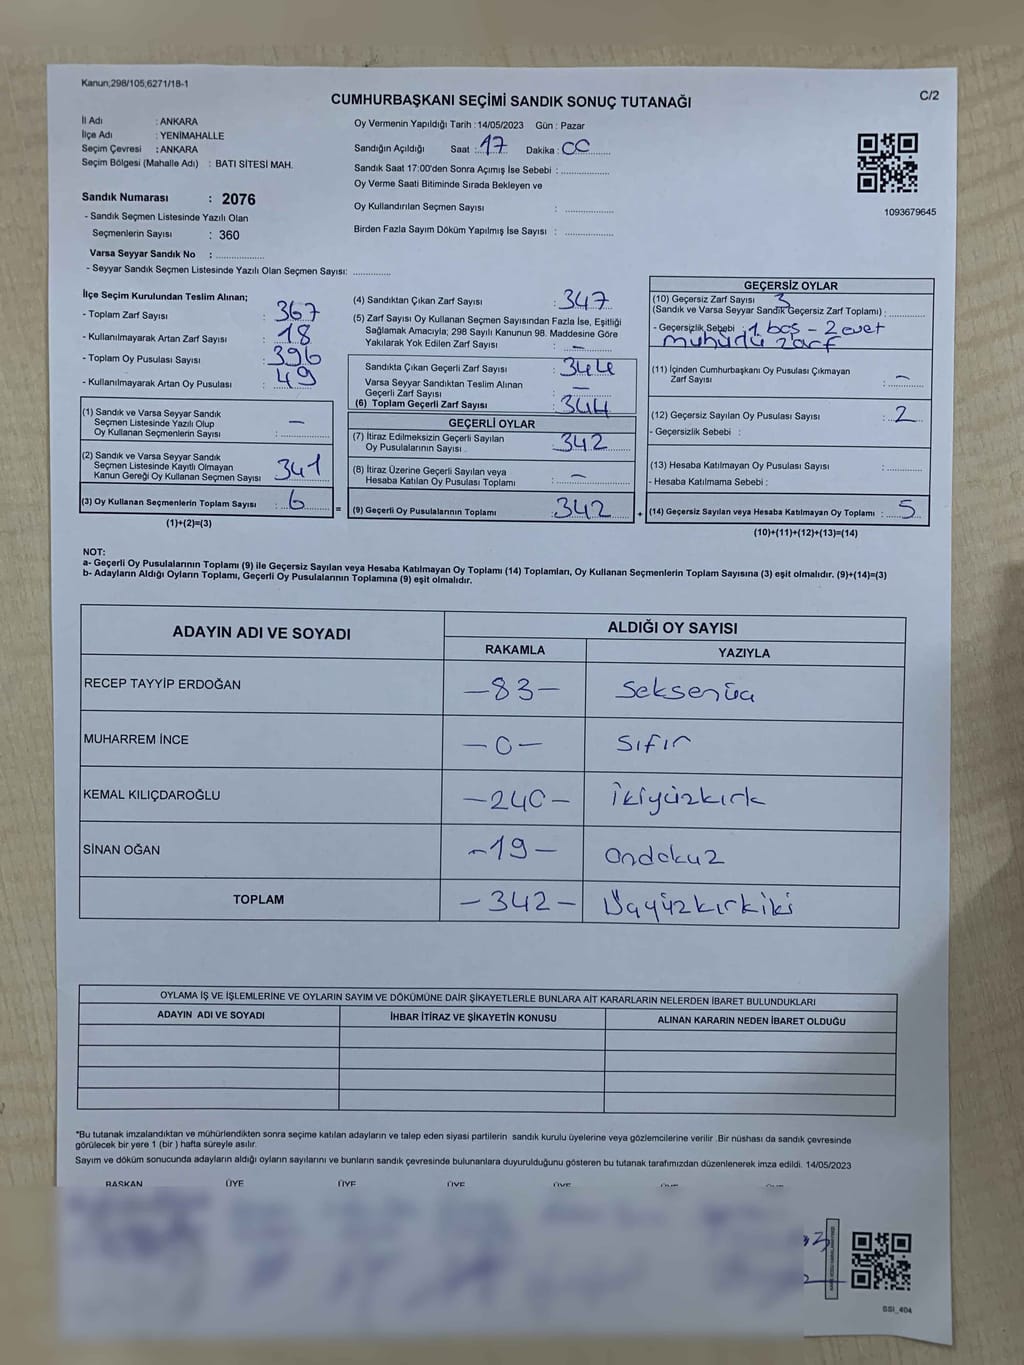 Kanun;298/105;6271/18-1
C/2
CUMHURBAŞKANI SEÇİMİ SANDIK SONUÇ TUTANAĞI
İl Adı : ANKARA
İlçe Adı : YENİMAHALLE
Seçim Çevresi : ANKARA
Seçim Bölgesi (Mahalle Adı) : BATI SİTESİ MAH.
Sandık Numarası : 2076
- Sandık Seçmen Listesinde Yazılı Olan
Seçmenlerin Sayısı : 360
Varsa Seyyar Sandık No :
- Seyyar Sandık Seçmen Listesinde Yazılı Olan Seçmen Sayısı:
Oy Vermenin Yapıldığı Tarih : 14/05/2023 Gün : Pazar
Sandığın Açıldığı Saat : 17 Dakika : 00
Sandık Saat 17:00'den Sonra Açımış İse Sebebi :
Oy Verme Saati Bitiminde Sırada Bekleyen ve
Oy Kullandırılan Seçmen Sayısı :
Birden Fazla Sayım Döküm Yapılmış İse Sayısı :
1093679645
İlçe Seçim Kurulundan Teslim Alınan;
- Toplam Zarf Sayısı : 367
- Kullanılmayarak Artan Zarf Sayısı : 18
- Toplam Oy Pusulası Sayısı : 396
- Kullanılmayarak Artan Oy Pusulası : 49
(1) Sandık ve Varsa Seyyar Sandık
Seçmen Listesinde Yazılı Olup
Oy Kullanan Seçmenlerin Sayısı : —
(2) Sandık ve Varsa Seyyar Sandık
Seçmen Listesinde Kayıtlı Olmayan
Kanun Gereği Oy Kullanan Seçmen Sayısı : 341
(3) Oy Kullanan Seçmenlerin Toplam Sayısı : 6
(1)+(2)=(3)
=
(4) Sandıktan Çıkan Zarf Sayısı : 347
(5) Zarf Sayısı Oy Kullanan Seçmen Sayısından Fazla İse, Eşitliği
Sağlamak Amacıyla; 298 Sayılı Kanunun 98. Maddesine Göre
Yakılarak Yok Edilen Zarf Sayısı : —
Sandıkta Çıkan Geçerli Zarf Sayısı : 344
Varsa Seyyar Sandıktan Teslim Alınan
Geçerli Zarf Sayısı : —
(6) Toplam Geçerli Zarf Sayısı : 344
GEÇERLİ OYLAR
(7) İtiraz Edilmeksizin Geçerli Sayılan
Oy Pusulalarının Sayısı : 342
(8) İtiraz Üzerine Geçerli Sayılan veya
Hesaba Katılan Oy Pusulası Toplamı : —
(9) Geçerli Oy Pusulalarının Toplamı : 342
+
GEÇERSİZ OYLAR
(10) Geçersiz Zarf Sayısı 3
(Sandık ve Varsa Seyyar Sandık Geçersiz Zarf Toplamı) :
- Geçersizlik Sebebi : 1 boş - 2 evet
mühürlü zarf
(11) İçinden Cumhurbaşkanı Oy Pusulası Çıkmayan
Zarf Sayısı : —
(12) Geçersiz Sayılan Oy Pusulası Sayısı : 2
- Geçersizlik Sebebi :
(13) Hesaba Katılmayan Oy Pusulası Sayısı :
- Hesaba Katılmama Sebebi :
(14) Geçersiz Sayılan veya Hesaba Katılmayan Oy Toplamı : 5
(10)+(11)+(12)+(13)=(14)
NOT:
a- Geçerli Oy Pusulalarının Toplamı (9) ile Geçersiz Sayılan veya Hesaba Katılmayan Oy Toplamı (14) Toplamları, Oy Kullanan Seçmenlerin Toplam Sayısına (3) eşit olmalıdır. (9)+(14)=(3)
b- Adayların Aldığı Oyların Toplamı, Geçerli Oy Pusulalarının Toplamına (9) eşit olmalıdır.
ADAYIN ADI VE SOYADI
ALDIĞI OY SAYISI
RAKAMLA YAZIYLA
RECEP TAYYİP ERDOĞAN —83— Seksenüç
MUHARREM İNCE —0— Sıfır
KEMAL KILIÇDAROĞLU —240— İkiyüzkırk
SİNAN OĞAN —19— Ondokuz
TOPLAM —342— Üçyüzkırkiki
OYLAMA İŞ VE İŞLEMLERİNE VE OYLARIN SAYIM VE DÖKÜMÜNE DAİR ŞİKAYETLERLE BUNLARA AİT KARARLARIN NELERDEN İBARET BULUNDUKLARI
ADAYIN ADI VE SOYADI İHBAR İTİRAZ VE ŞİKAYETİN KONUSU ALINAN KARARIN NEDEN İBARET OLDUĞU
*Bu tutanak imzalandıktan ve mühürlendikten sonra seçime katılan adayların ve talep eden siyasi partilerin sandık kurulu üyelerine veya gözlemcilerine verilir .Bir nüshası da sandık çevresinde
görülecek bir yere 1 (bir ) hafta süreyle asılır.
Sayım ve döküm sonucunda adayların aldığı oyların sayılarını ve bunların sandık çevresinde bulunanlara duyurulduğunu gösteren bu tutanak tarafımızdan düzenlenerek imza edildi. 14/05/2023
BAŞKAN ÜYE ÜYE ÜYE ÜYE
SSI_404